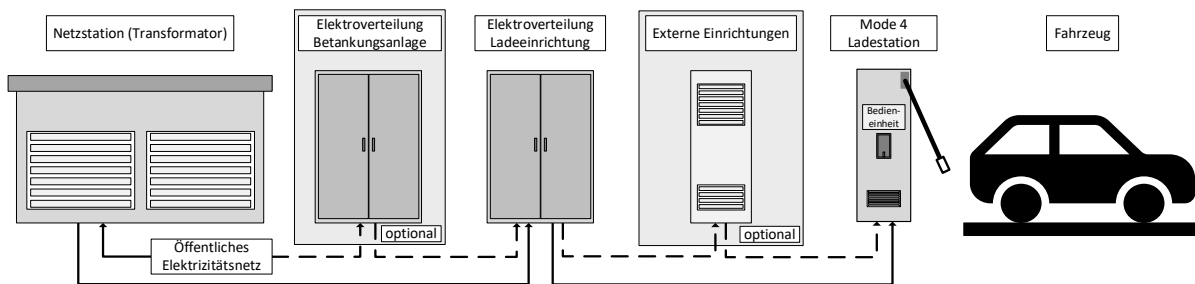 Netzstation (Transformator)
Elektroverteilung
Betankungsanlage
Elektroverteilung
Ladeeinrichtung
Externe Einrichtungen
Mode 4
Ladestation
Fahrzeug
Bedien-
einheit
optional
optional
Öffentliches
Elektrizitätsnetz